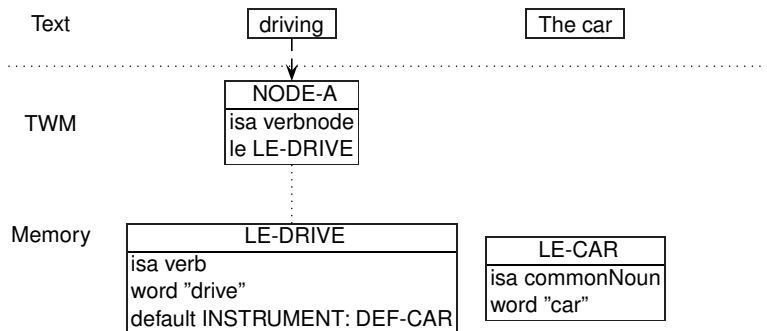 Text
driving
The car
TWM
NODE-A
isa verbnode
le LE-DRIVE
Memory
LE-DRIVE
isa verb
word ”drive”
default INSTRUMENT: DEF-CAR
LE-CAR
isa commonNoun
word ”car”